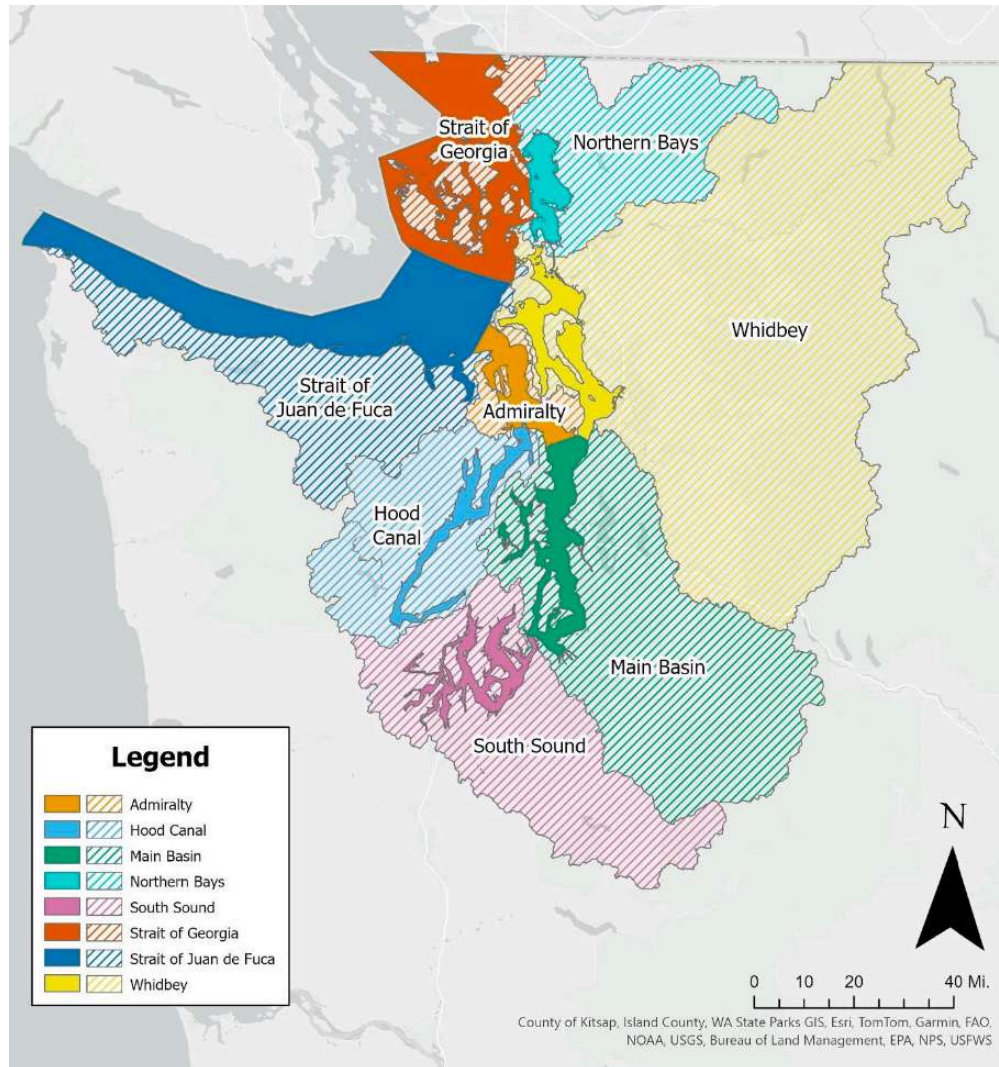 Strait of
Georgia
Northern Bays
Whidbey
Strait of
Juan de Fuca
Admiralty
Hood
Canal
Main Basin
South Sound
Legend
Admiralty
Hood Canal
Main Basin
Northern Bays
South Sound
Strait of Georgia
Strait of Juan de Fuca
Whidbey
N
0 10 20 40 Mi.
County of Kitsap, Island County, WA State Parks GIS, Esri, TomTom, Garmin, FAO,
NOAA, USGS, Bureau of Land Management, EPA, NPS, USFWS